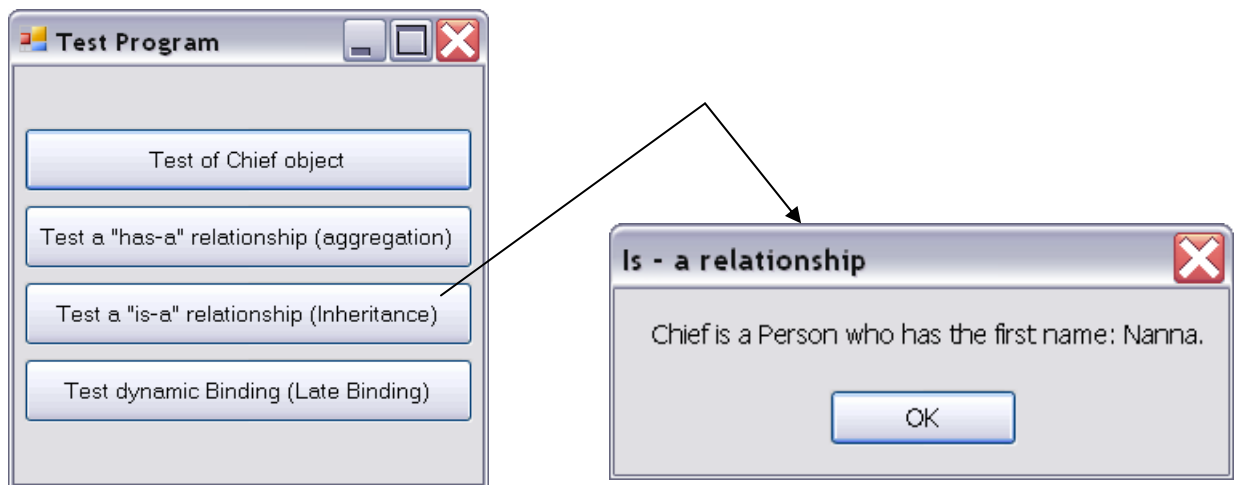 Test Program
Test of Chief object
Test a "has-a" relationship (aggregation)
Test a "is-a" relationship (Inheritance)
Test dynamic Binding (Late Binding)
Is - a relationship
Chief is a Person who has the first name: Nanna.
OK